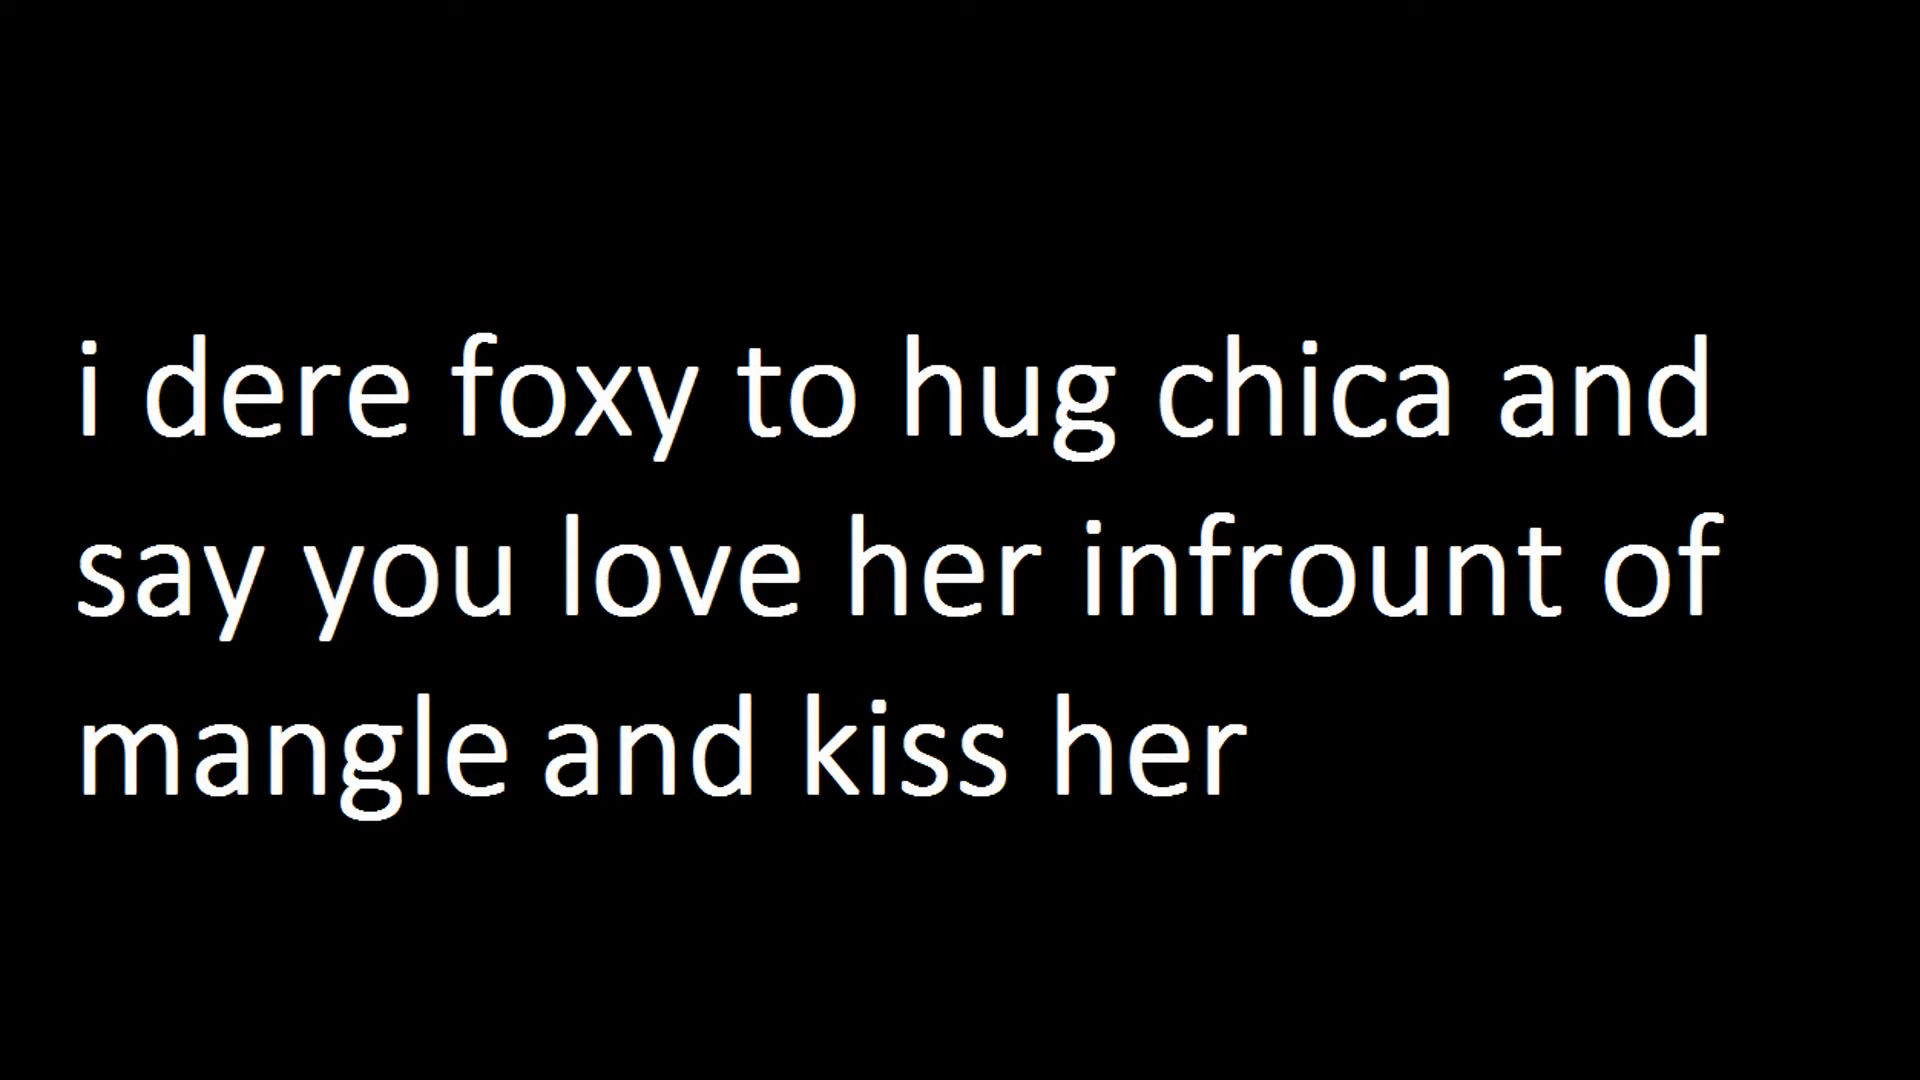 i dere foxy to hug chica and
say you love her infrount of
mangle and kiss her